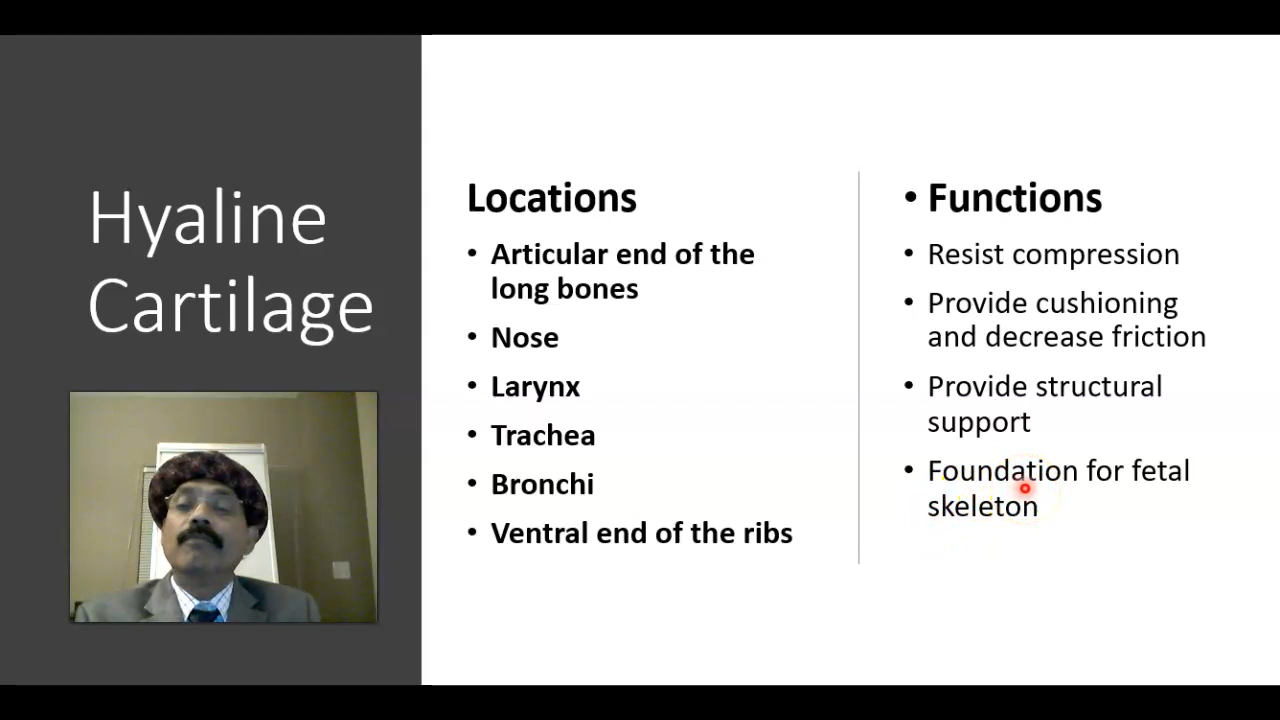 Hyaline
Cartilage
Locations
• Articular end of the
long bones
• Nose
• Larynx
• Trachea
• Bronchi
• Ventral end of the ribs
• Functions
• Resist compression
• Provide cushioning
and decrease friction
• Provide structural
support
• Foundation for fetal
skeleton